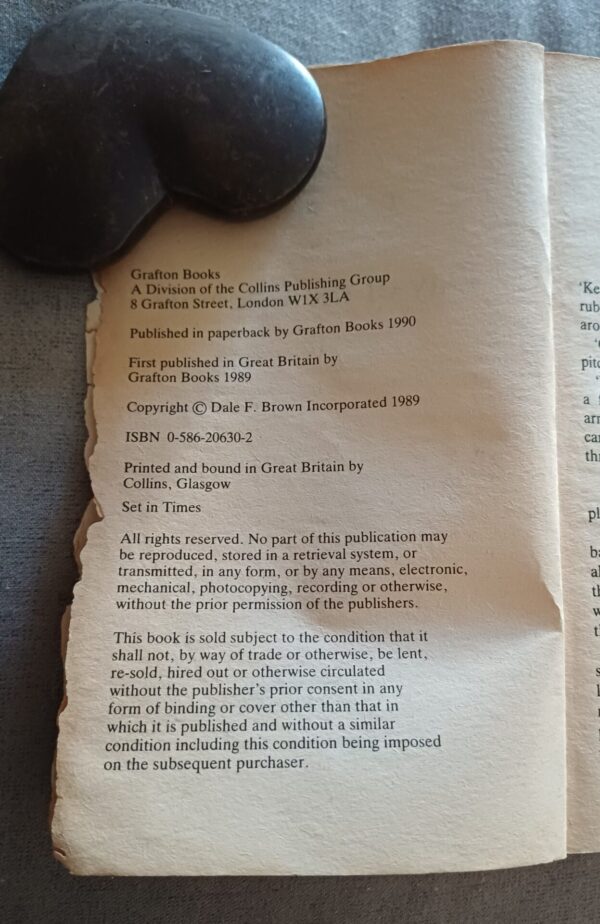 Grafton Books
A Division of the Collins Publishing Group
8 Grafton Street, London W1X 3LA
Published in paperback by Grafton Books 1990
First published in Great Britain by
Grafton Books 1989
Copyright © Dale F. Brown Incorporated 1989
ISBN 0-586-20630-2
Printed and bound in Great Britain by
Collins, Glasgow
Set in Times
All rights reserved. No part of this publication may
be reproduced, stored in a retrieval system, or
transmitted, in any form, or by any means, electronic,
mechanical, photocopying, recording or otherwise,
without the prior permission of the publishers.
This book is sold subject to the condition that it
shall not, by way of trade or otherwise, be lent,
re-sold, hired out or otherwise circulated
without the publisher's prior consent in any
form of binding or cover other than that in
which it is published and without a similar
condition including this condition being imposed
on the subsequent purchaser.